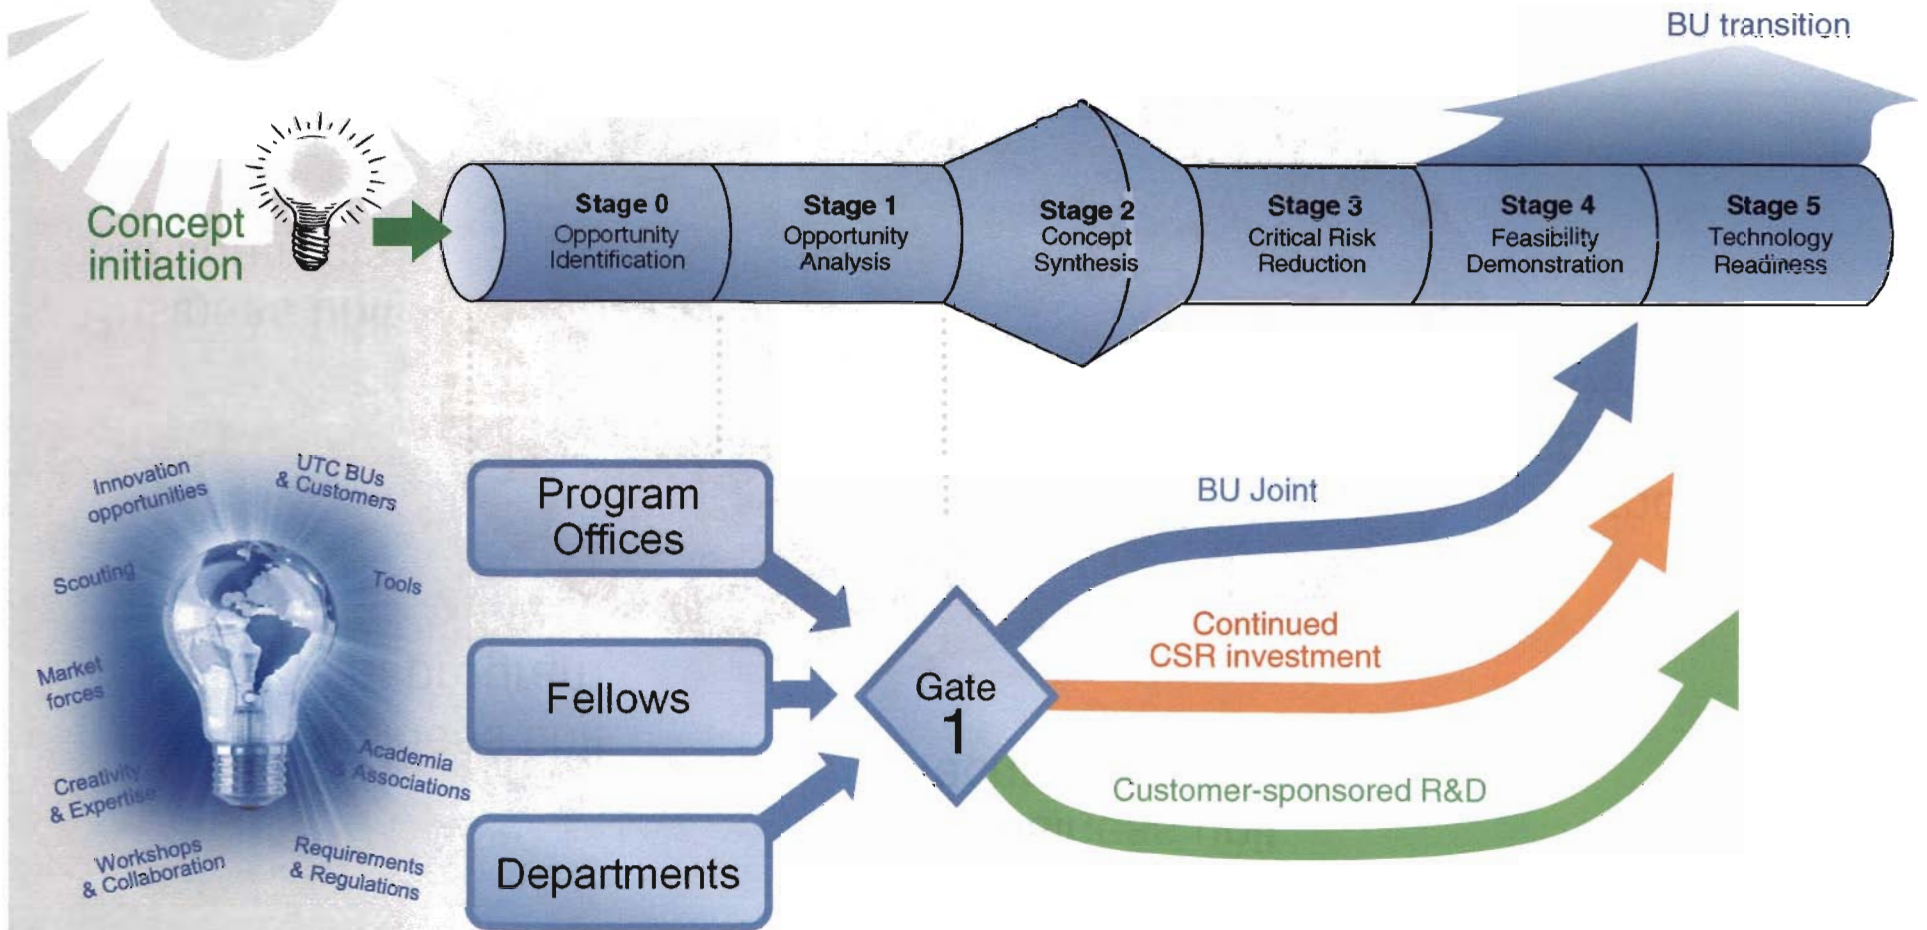 BU transition
Concept
initiation
Stage 0
Opportunity
Identification
Stage 1
Opportunity
Analysis
Stage 2
Concept
Synthesis
Stage 3
Critical Risk
Reduction
Stage 4
Feasibility
Demonstration
Stage 5
Technology
Readiness
Innovation
opportunities
UTC BUs
& Customers
Scouting
Tools
Market
forces
Academia
& Associations
Creativity
& Expertise
Workshops
& Collaboration
Requirements
& Regulations
Program
Offices
Fellows
Departments
Gate
1
BU Joint
Continued
CSR investment
Customer-sponsored R&D